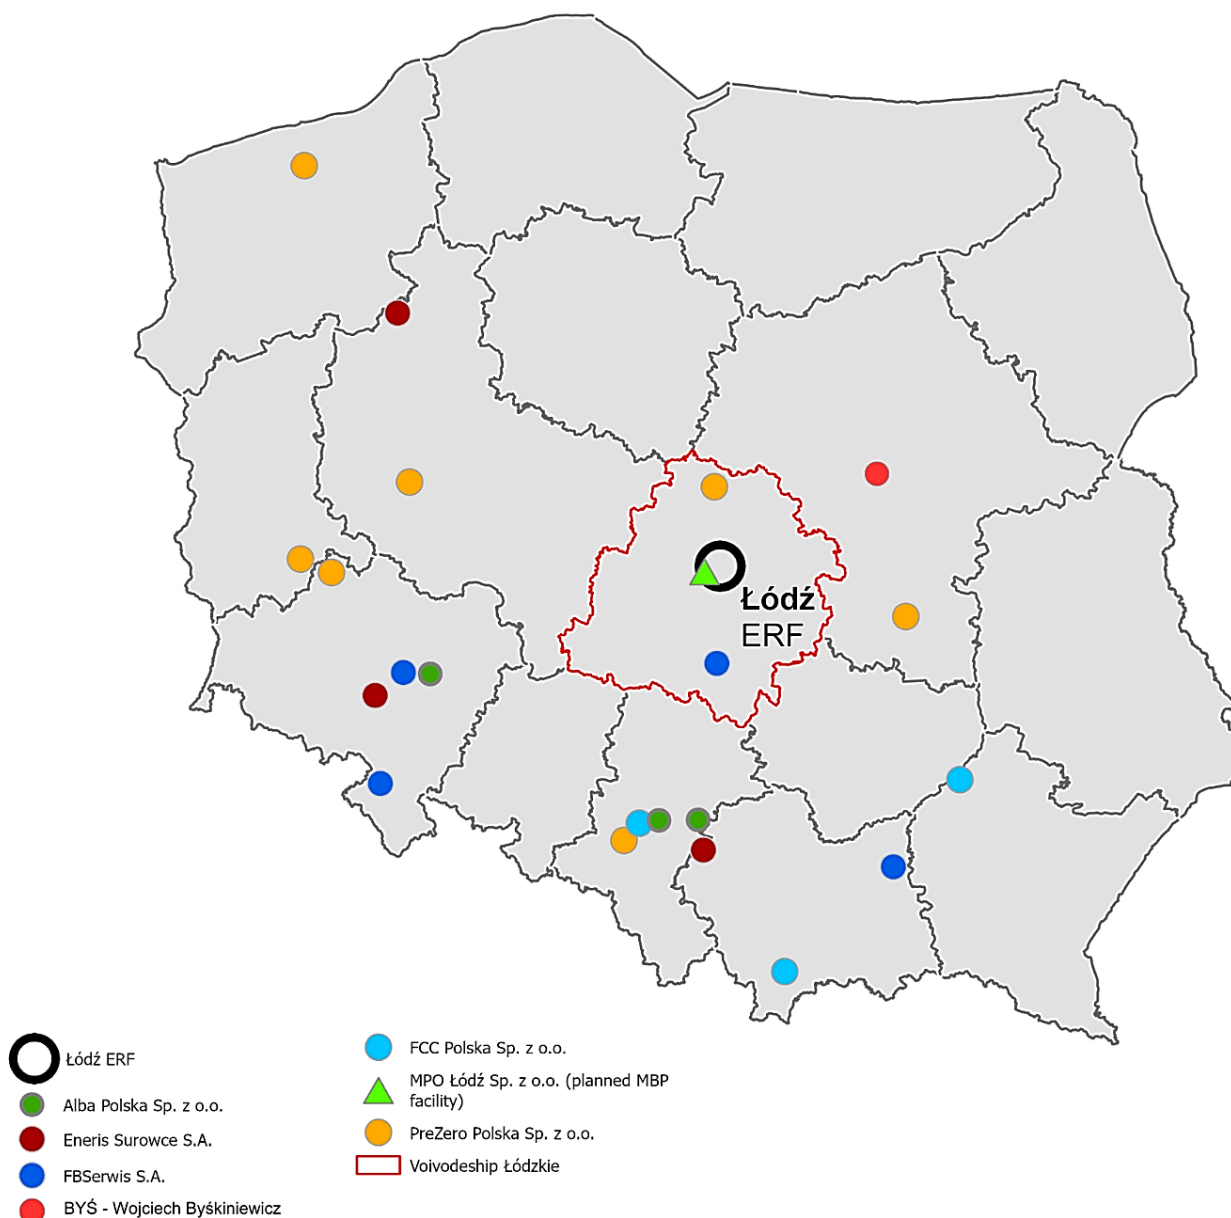 Łódź
ERF
Łódź ERF
Alba Polska Sp. z o.o.
Eneris Surowce S.A.
FBSerwis S.A.
BYŚ - Wojciech Byśkiniewicz
FCC Polska Sp. z o.o.
MPO Łódź Sp. z o.o. (planned MBP
facility)
PreZero Polska Sp. z o.o.
Voivodeship Łódzkie